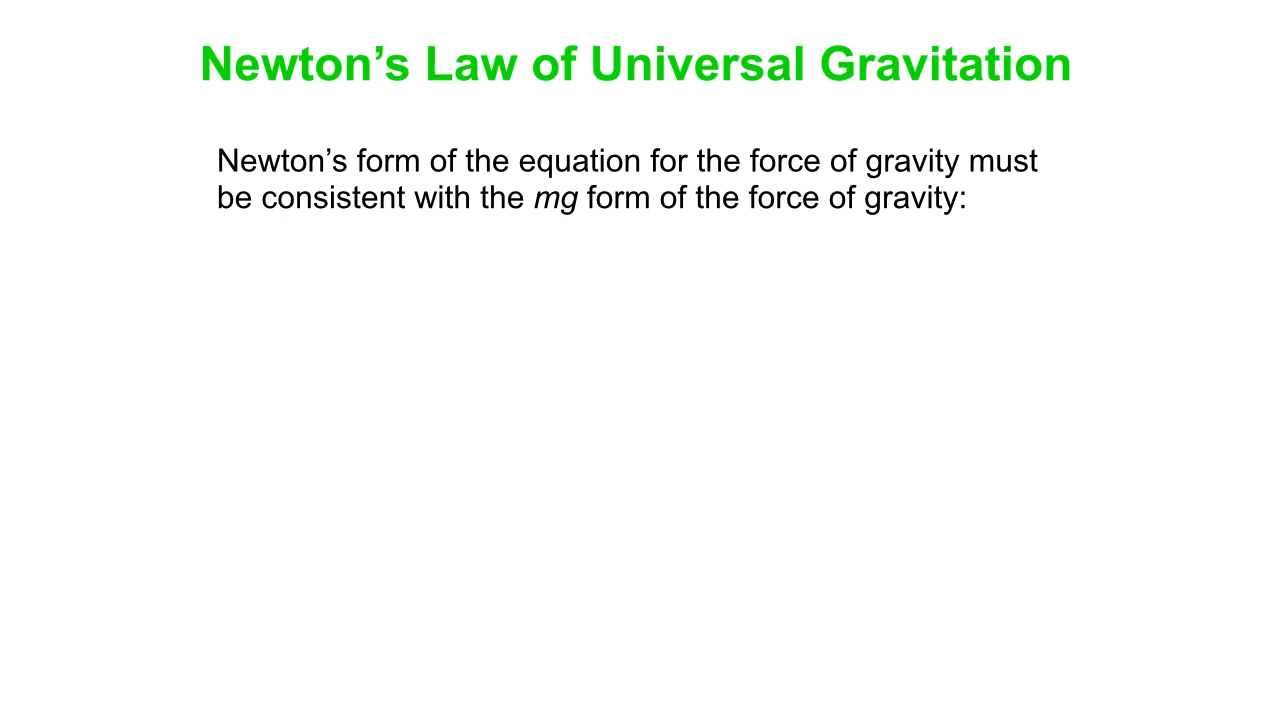 Newton’s Law of Universal Gravitation
Newton’s form of the equation for the force of gravity must
be consistent with the mg form of the force of gravity: